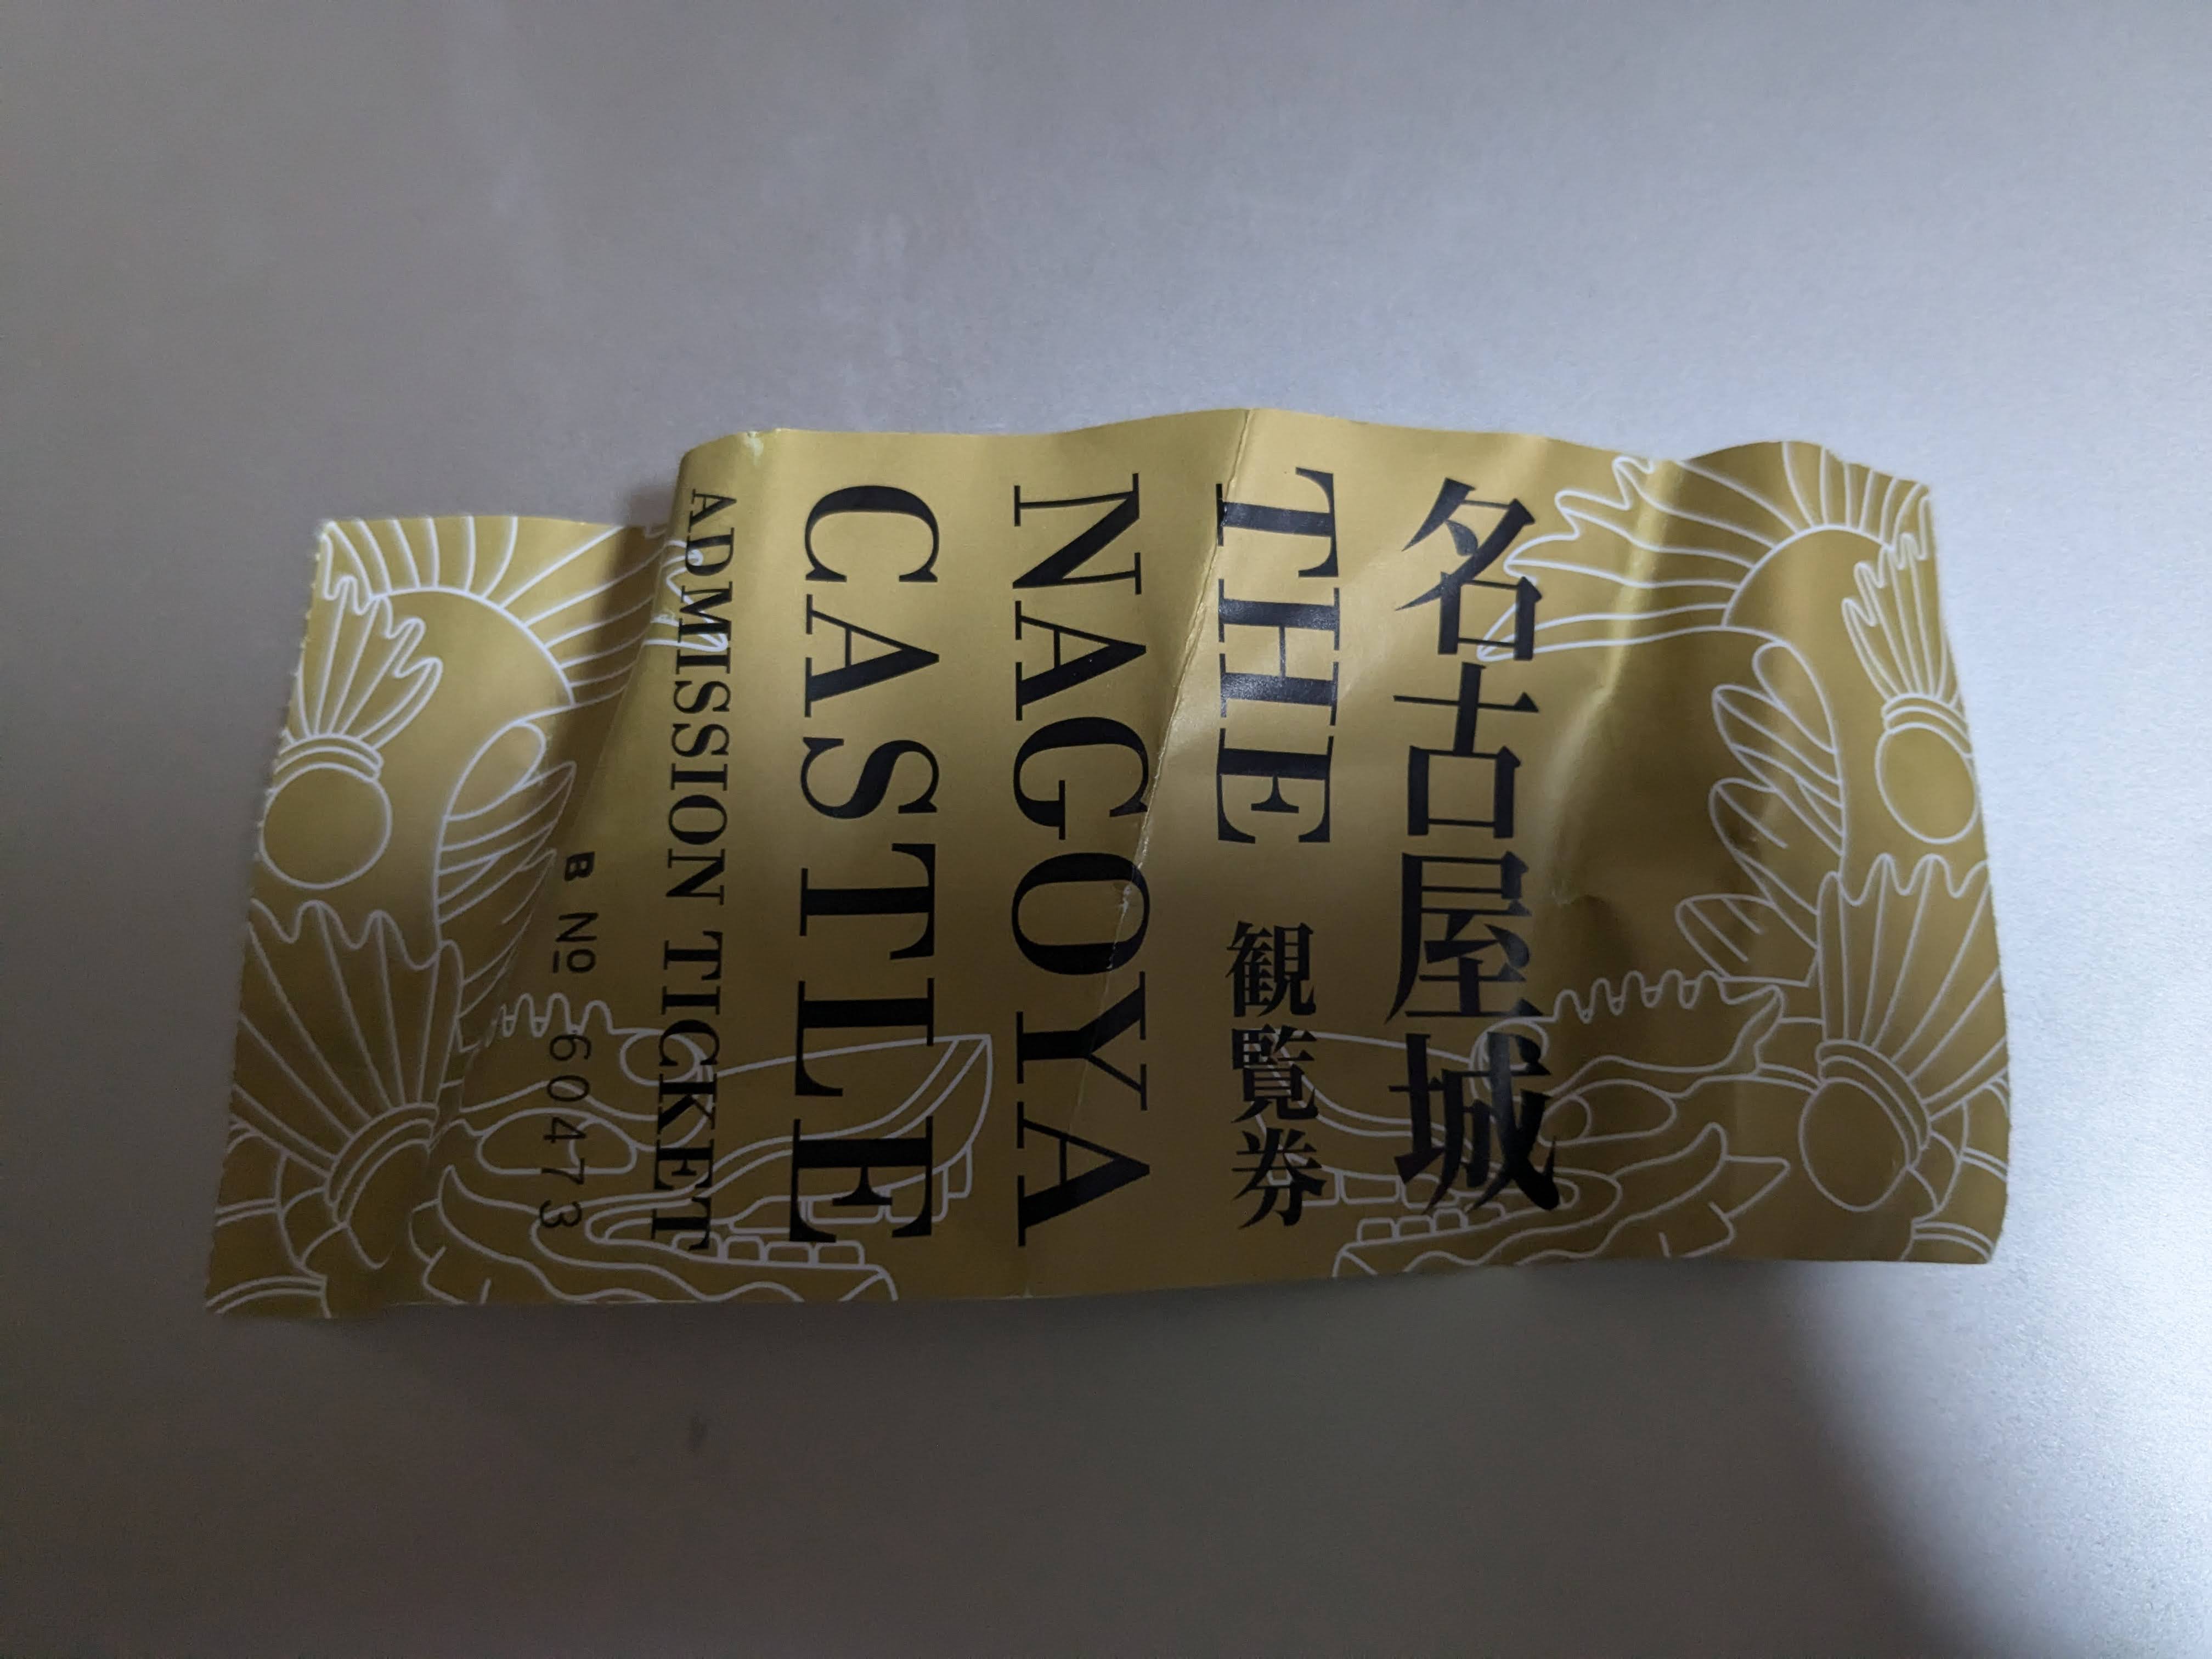 名古屋城
THE 観覧券
NAGOYA
CASTLE
ADMISSION TICKET
B № 60473